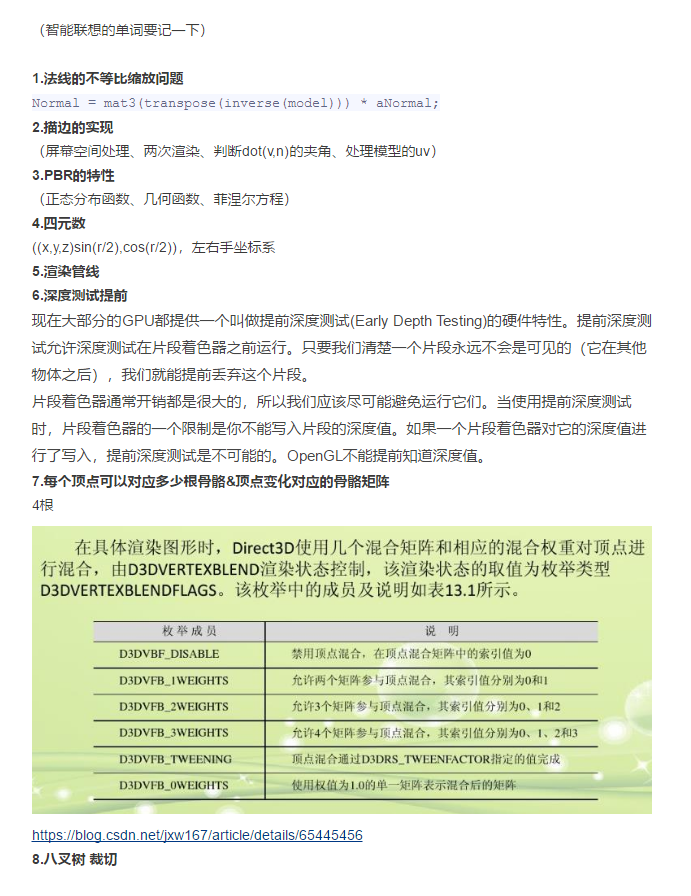 （智能联想的单词要记一下）
1.法线的不等比缩放问题
Normal = mat3(transpose(inverse(model))) * aNormal;
2.描边的实现
（屏幕空间处理、两次渲染、判断dot(v,n)的夹角、处理模型的uv）
3.PBR的特性
（正态分布函数、几何函数、菲涅尔方程）
4.四元数
((x,y,z)sin(r/2),cos(r/2))，左右手坐标系
5.渲染管线
6.深度测试提前
现在大部分的GPU都提供一个叫做提前深度测试(Early Depth Testing)的硬件特性。提前深度测
试允许深度测试在片段着色器之前运行。只要我们清楚一个片段永远不会是可见的（它在其他
物体之后），我们就能提前丢弃这个片段。
片段着色器通常开销都是很大的，所以我们应该尽可能避免运行它们。当使用提前深度测试
时，片段着色器的一个限制是你不能写入片段的深度值。如果一个片段着色器对它的深度值进
行了写入，提前深度测试是不可能的。OpenGL不能提前知道深度值。
7.每个顶点可以对应多少根骨骼&顶点变化对应的骨骼矩阵
4根
在具体渲染图形时，Direct3D使用几个混合矩阵和相应的混合权重对顶点进
行混合，由D3DVERTEXBLEND渲染状态控制，该渲染状态的取值为枚举类型
D3DVERTEXBLENDFLAGS。该枚举中的成员及说明如表13.1所示。
枚举成员 说 明
D3DVBF_DISABLE 禁用顶点混合，在顶点混合矩阵中的索引值为0
D3DVFB_1WEIGHTS 允许两个矩阵参与顶点混合，其索引值分别为0和1
D3DVFB_2WEIGHTS 允许3个矩阵参与顶点混合，其索引值分别为0、1和2
D3DVFB_3WEIGHTS 允许4个矩阵参与顶点混合，其索引值分别为0、1、2和3
D3DVFB_TWEENING 顶点混合通过D3DRS_TWEENFACTOR指定的值完成
D3DVFB_0WEIGHTS 使用权值为1.0的单一矩阵表示混合后的矩阵
https://blog.csdn.net/jxw167/article/details/65445456
8.八叉树 裁切